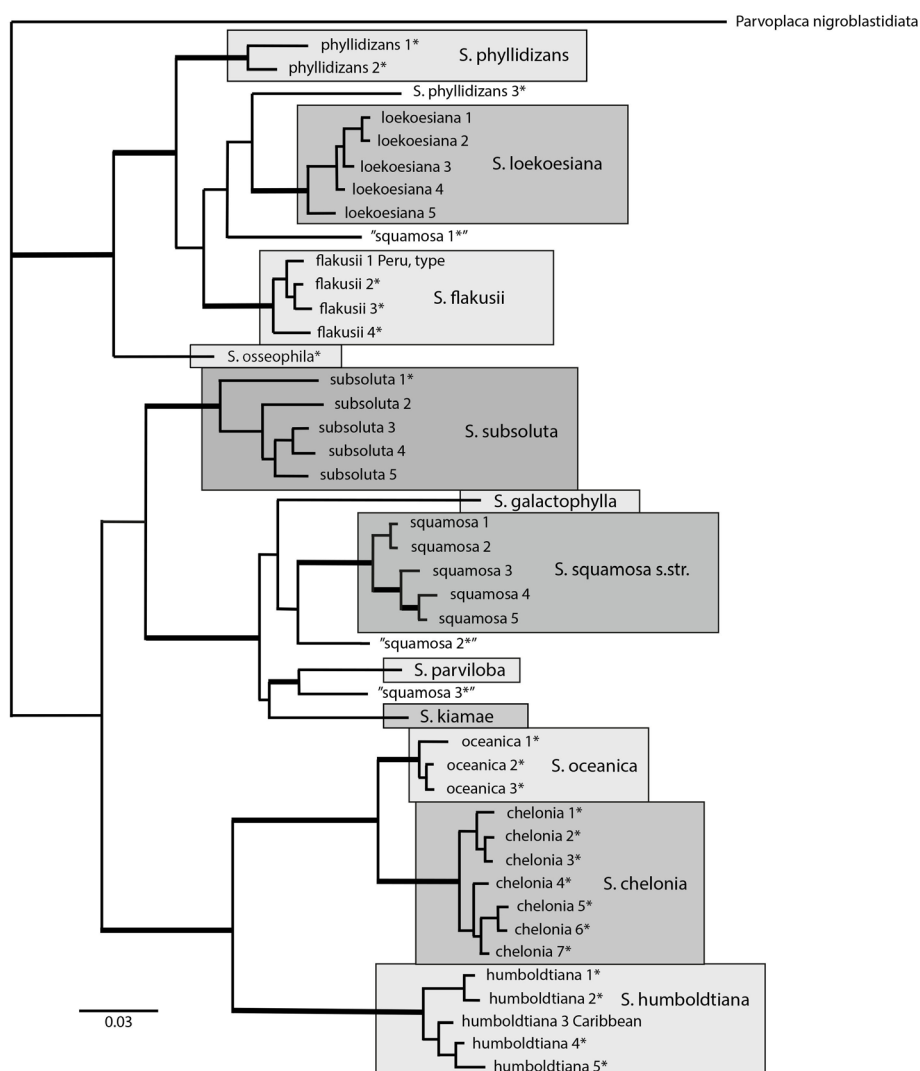 Parvoplaca nigroblastidiata
phyllidizans 1*
S. phyllidizans
phyllidizans 2*
S. phyllidizans 3*
loekoesiana 1
loekoesiana 2
loekoesiana 3
S. loekoesiana
loekoesiana 4
loekoesiana 5
”squamosa 1*”
flakusii 1 Peru, type
flakusii 2*
S. flakusii
flakusii 3*
flakusii 4*
S. osseophila*
subsoluta 1*
subsoluta 2
subsoluta 3
S. subsoluta
subsoluta 4
subsoluta 5
S. galactophylla
squamosa 1
squamosa 2
squamosa 3
S. squamosa s.str.
squamosa 4
squamosa 5
”squamosa 2*”
S. parviloba
”squamosa 3*”
S. kiamae
oceanica 1*
oceanica 2*
S. oceanica
oceanica 3*
chelonia 1*
chelonia 2*
chelonia 3*
chelonia 4*
S. chelonia
chelonia 5*
chelonia 6*
chelonia 7*
humboldtiana 1*
humboldtiana 2*
S. humboldtiana
humboldtiana 3 Caribbean
0.03
humboldtiana 4*
humboldtiana 5*